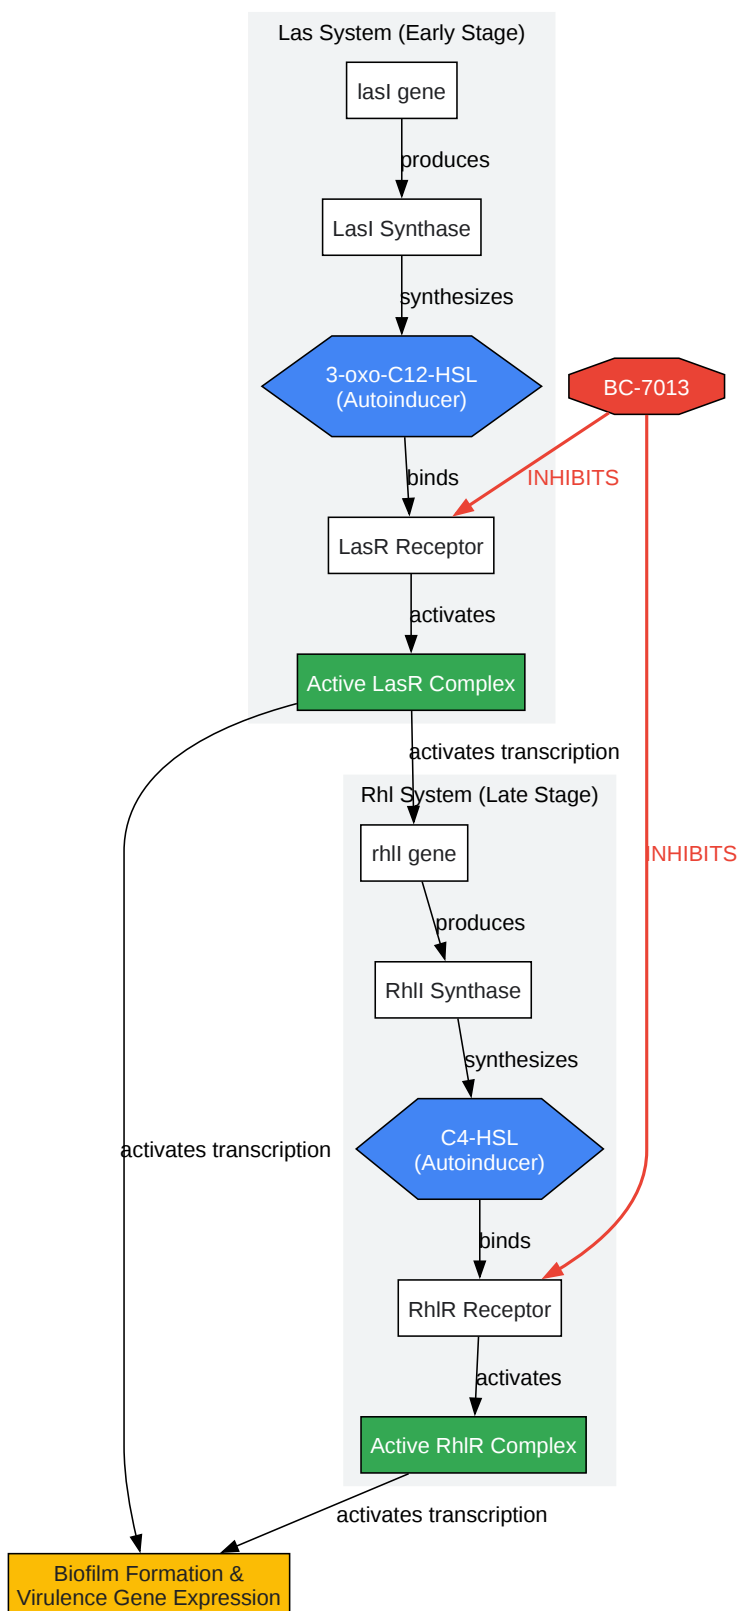 Las System (Early Stage)
lasI gene
produces
LasI Synthase
synthesizes
3-oxo-C12-HSL
(Autoinducer)
BC-7013
binds
INHIBITS
LasR Receptor
activates
Active LasR Complex
activates transcription
Rhl System (Late Stage)
rhlI gene
INHIBITS
produces
RhlI Synthase
synthesizes
C4-HSL
(Autoinducer)
activates transcription
binds
RhlR Receptor
activates
Active RhlR Complex
activates transcription
Biofilm Formation &
Virulence Gene Expression